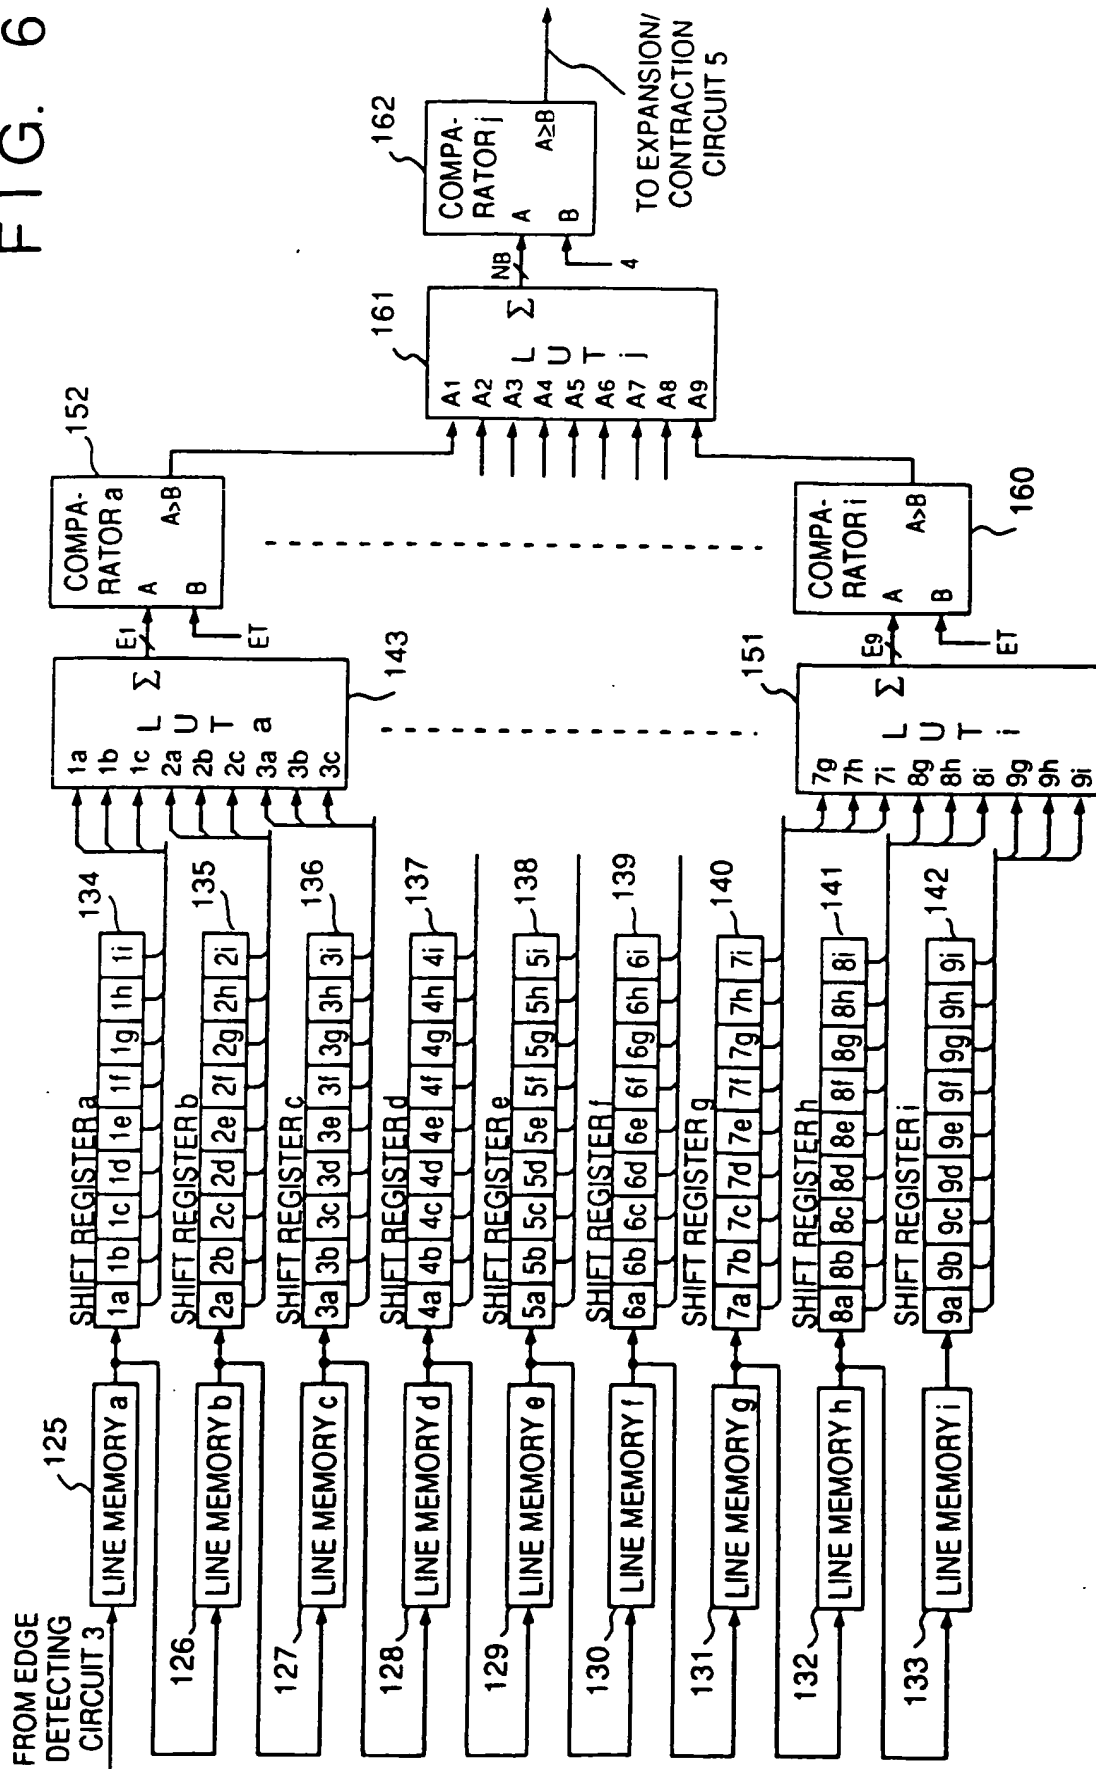 FIG. 6
FROM EDGE
DETECTING
CIRCUIT 3
125
LINE MEMORY a
126
LINE MEMORY b
127
LINE MEMORY c
128
LINE MEMORY d
129
LINE MEMORY e
130
LINE MEMORY f
131
LINE MEMORY g
132
LINE MEMORY h
133
LINE MEMORY i
SHIFT REGISTER a
134
1a 1b 1c 1d 1e 1f 1g 1h 1i
SHIFT REGISTER b
135
2a 2b 2c 2d 2e 2f 2g 2h 2i
SHIFT REGISTER c
136
3a 3b 3c 3d 3e 3f 3g 3h 3i
SHIFT REGISTER d
137
4a 4b 4c 4d 4e 4f 4g 4h 4i
SHIFT REGISTER e
138
5a 5b 5c 5d 5e 5f 5g 5h 5i
SHIFT REGISTER f
139
6a 6b 6c 6d 6e 6f 6g 6h 6i
SHIFT REGISTER g
140
7a 7b 7c 7d 7e 7f 7g 7h 7i
SHIFT REGISTER h
141
8a 8b 8c 8d 8e 8f 8g 8h 8i
SHIFT REGISTER i
142
9a 9b 9c 9d 9e 9f 9g 9h 9i
1a
1b
1c
2a
2b
2c
3a
3b
3c
L
U
T
a
Σ
143
E1
ET
COMPA-
RATOR a
A
B
A>B
152
7g
7h
7i
8g
8h
8i
9g
9h
9i
L
U
T
i
Σ
151
E9
ET
COMPA-
RATOR i
A
B
A>B
160
A1
A2
A3
A4
A5
A6
A7
A8
A9
L
U
T
j
Σ
161
NB
4
COMPA-
RATOR j
A
B
A≥B
162
TO EXPANSION/
CONTRACTION
CIRCUIT 5